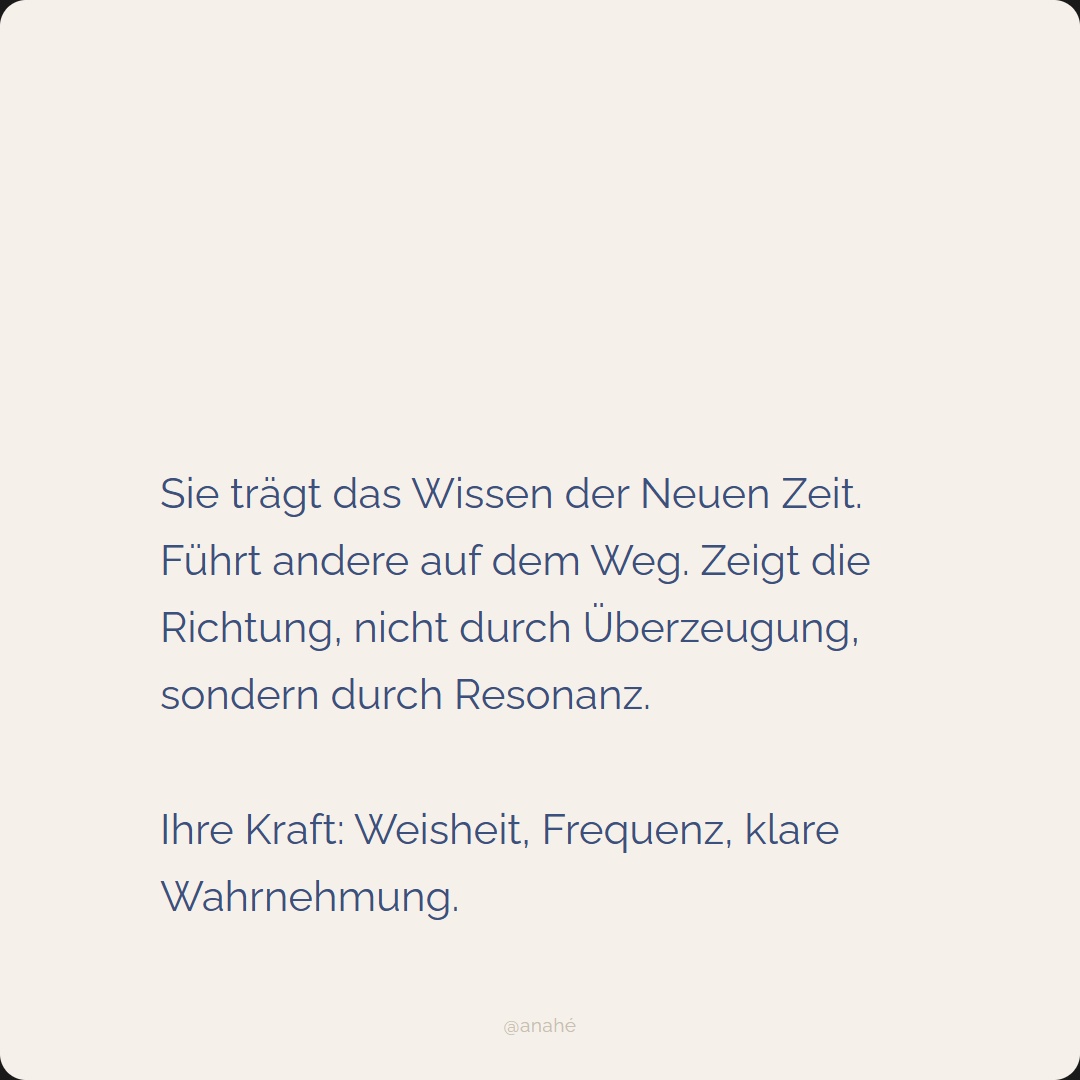 Sie trägt das Wissen der Neuen Zeit.
Führt andere auf dem Weg. Zeigt die
Richtung, nicht durch Überzeugung,
sondern durch Resonanz.
Ihre Kraft: Weisheit, Frequenz, klare
Wahrnehmung.
@anahé